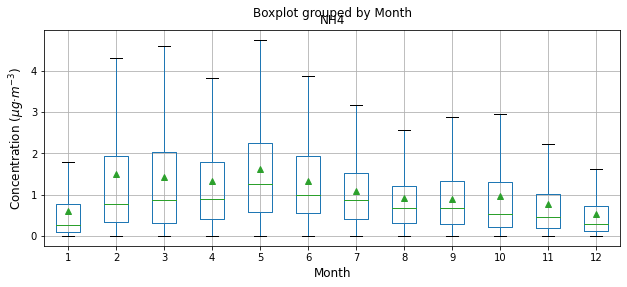 Boxplot grouped by Month
NH4
Concentration (μg·m⁻³)
4
3
2
1
0
1 2 3 4 5 6 7 8 9 10 11 12
Month